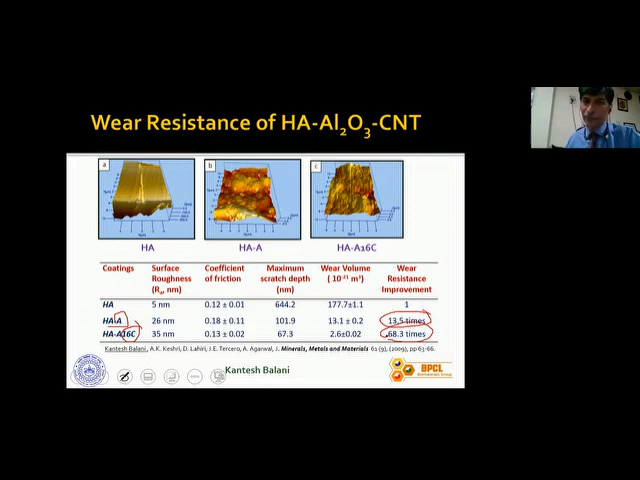 Wear Resistance of HA-Al2O3-CNT
a
b
c
HA
HA-A
HA-A16C
Coatings Surface Roughness (Ra, nm) Coefficient of friction Maximum scratch depth (nm) Wear Volume ( 10⁻²¹ m³) Wear Resistance Improvement
HA 5 nm 0.12 ± 0.01 644.2 177.7±1.1 1
HA-A 26 nm 0.18 ± 0.11 101.9 13.1 ± 0.2 13.5 times
HA-A16C 35 nm 0.13 ± 0.02 67.3 2.6±0.02 68.3 times
Kantesh Balani, A.K. Keshri, D. Lahiri, J.E. Tercero, A. Agarwal, J. Minerals, Metals and Materials 61 (9), (2009), pp 63-66.
Kantesh Balani
BPCL